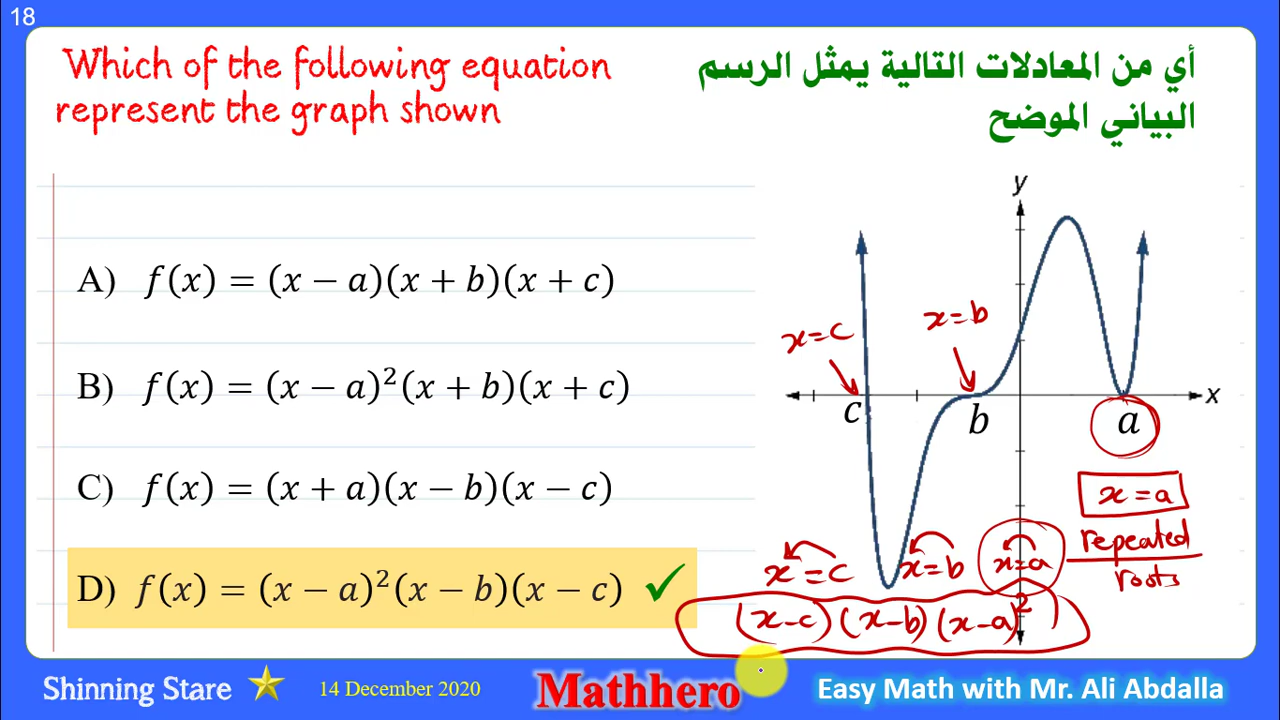 18
Which of the following equation
represent the graph shown
أي من المعادلات التالية يمثل الرسم
البياني الموضح
A) f(x) = (x − a)(x + b)(x + c)
B) f(x) = (x − a)²(x + b)(x + c)
C) f(x) = (x + a)(x − b)(x − c)
D) f(x) = (x − a)²(x − b)(x − c) ✓
y
x=c
x=b
x
c
b
a
x=a
repeated
roots
x=c x=b x=a
(x-c)(x-b)(x-a)²
Shinning Stare
14 December 2020
Mathhero
Easy Math with Mr. Ali Abdalla